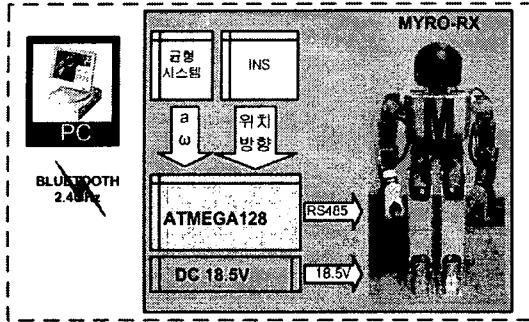 MYRO-RX
균형
시스템
INS
PC
a
ω
위치
방향
BLUETOOTH
2.4GHz
ATMEGA128
RS485
DC 18.5V
18.5V
M